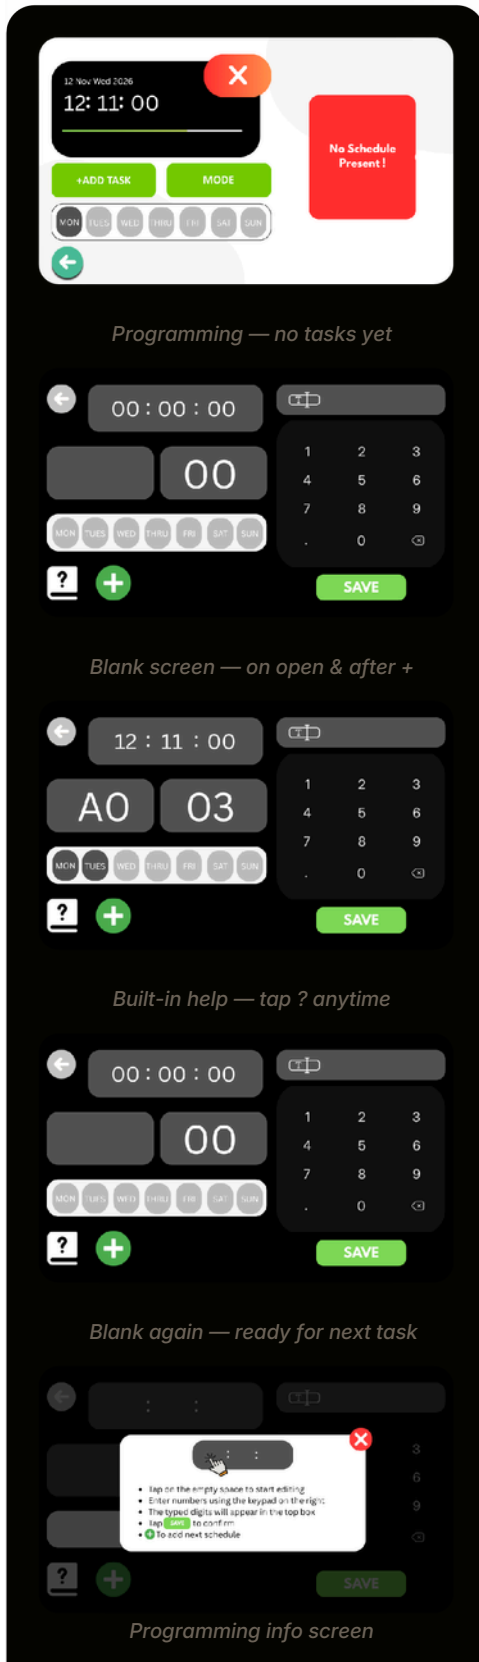 12 Nov Wed 2026
12: 11: 00
No Schedule
Present !
+ADD TASK MODE
MON TUES WED THRU FRI SAT SUN
Programming — no tasks yet
00 : 00 : 00
00
1 2 3
4 5 6
7 8 9
. 0
MON TUES WED THRU FRI SAT SUN
?
SAVE
Blank screen — on open & after +
12 : 11 : 00
A0 03
1 2 3
4 5 6
7 8 9
. 0
MON TUES WED THRU FRI SAT SUN
?
SAVE
Built-in help — tap ? anytime
00 : 00 : 00
00
1 2 3
4 5 6
7 8 9
. 0
MON TUES WED THRU FRI SAT SUN
?
SAVE
Blank again — ready for next task
: :
3
6
9
: :
• Tap on the empty space to start editing
• Enter numbers using the keypad on the right
• The typed digits will appear in the top box
• Tap SAVE to confirm
• + To add next schedule
?
SAVE
Programming info screen